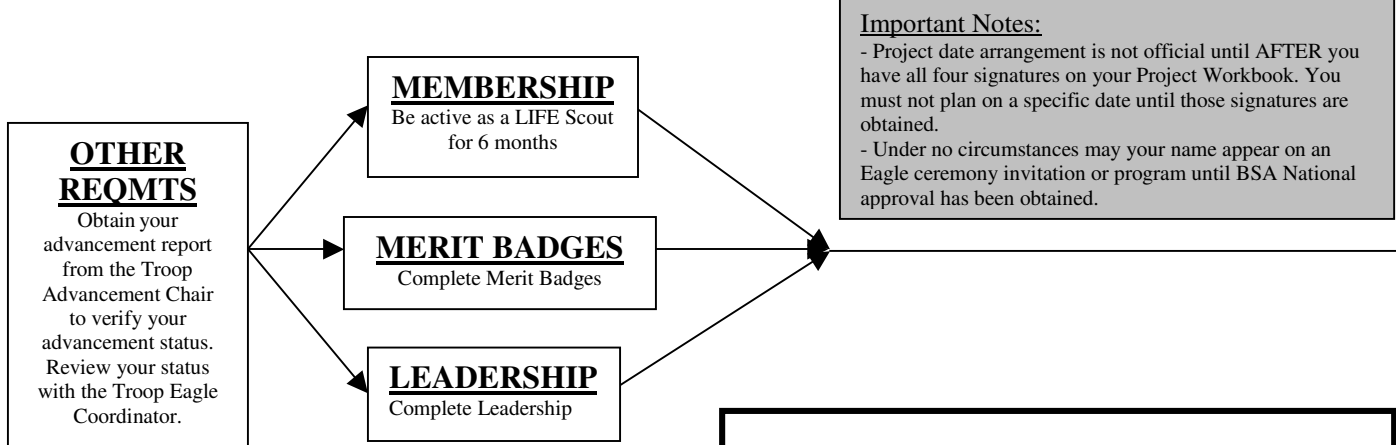 OTHER
REQMTS
Obtain your
advancement report
from the Troop
Advancement Chair
to verify your
advancement status.
Review your status
with the Troop Eagle
Coordinator.
MEMBERSHIP
Be active as a LIFE Scout
for 6 months
MERIT BADGES
Complete Merit Badges
LEADERSHIP
Complete Leadership
Important Notes:
- Project date arrangement is not official until AFTER you
have all four signatures on your Project Workbook. You
must not plan on a specific date until those signatures are
obtained.
- Under no circumstances may your name appear on an
Eagle ceremony invitation or program until BSA National
approval has been obtained.